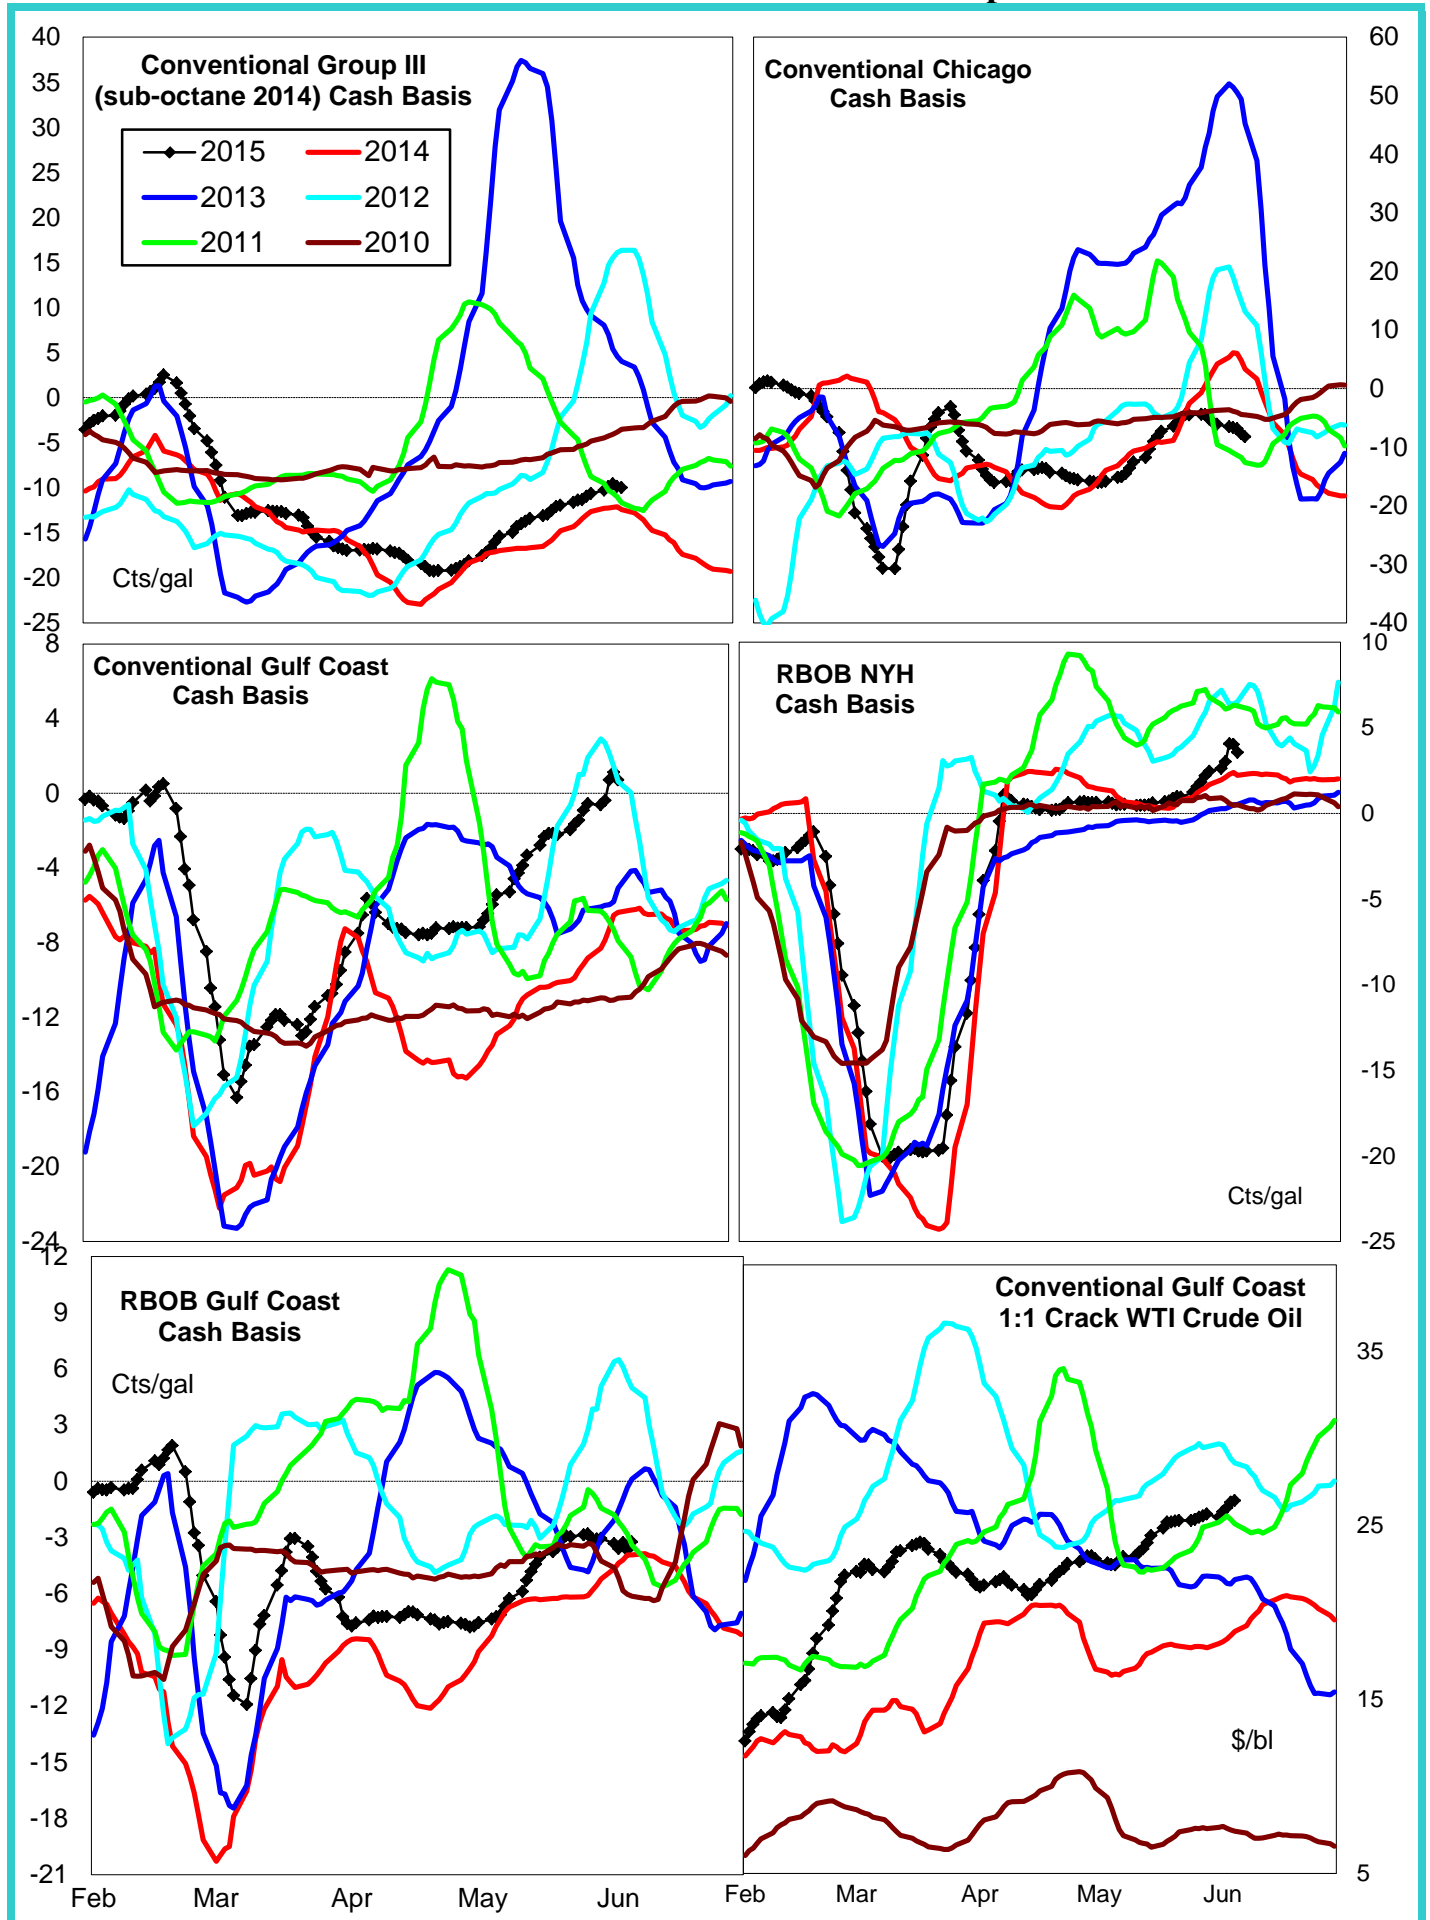 Conventional Group III
(sub-octane 2014) Cash Basis
2015
2014
2013
2012
2011
2010
Cts/gal
40
35
30
25
20
15
10
5
0
-5
-10
-15
-20
-25
Conventional Chicago
Cash Basis
60
50
40
30
20
10
0
-10
-20
-30
-40
Conventional Gulf Coast
Cash Basis
8
4
0
-4
-8
-12
-16
-20
-24
RBOB NYH
Cash Basis
Cts/gal
10
5
0
-5
-10
-15
-20
-25
RBOB Gulf Coast
Cash Basis
Cts/gal
12
9
6
3
0
-3
-6
-9
-12
-15
-18
-21
Feb
Mar
Apr
May
Jun
Conventional Gulf Coast
1:1 Crack WTI Crude Oil
$/bl
35
25
15
5
Feb
Mar
Apr
May
Jun